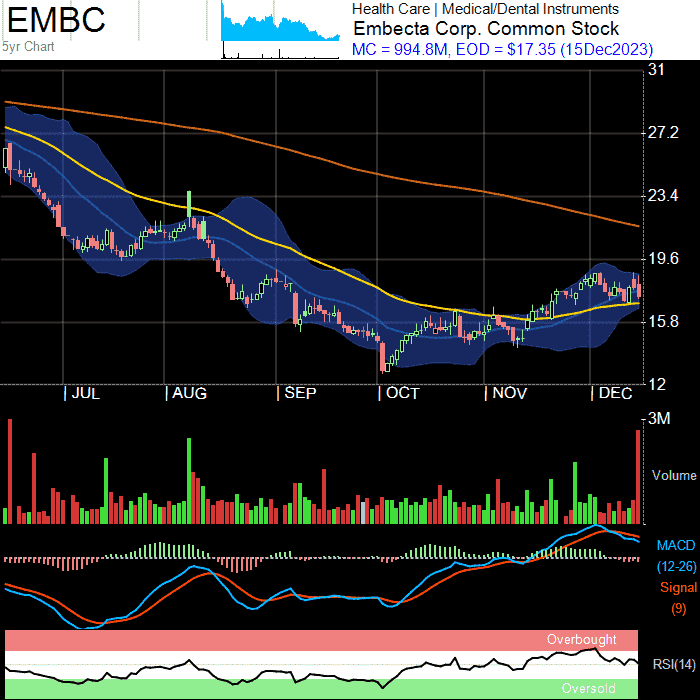 EMBC
5yr Chart
Health Care | Medical/Dental Instruments
Embecta Corp. Common Stock
MC = 994.8M, EOD = $17.35 (15Dec2023)
31
27.2
23.4
19.6
15.8
12
| JUL | AUG | SEP | OCT | NOV | DEC
3M
Volume
MACD
(12-26)
Signal
(9)
Overbought
RSI(14)
Oversold